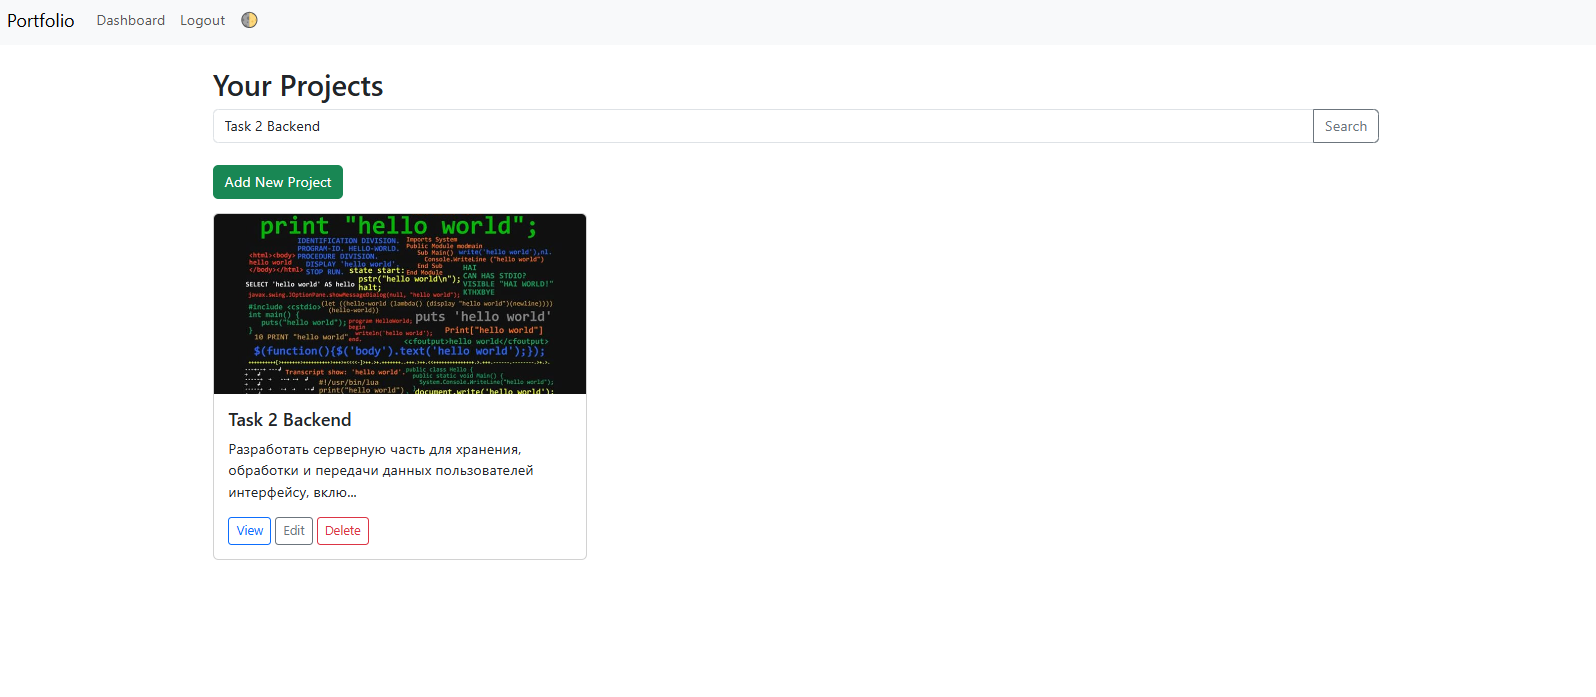 Portfolio Dashboard Logout
Your Projects
Task 2 Backend Search
Add New Project
print "hello world";
IDENTIFICATION DIVISION.
PROGRAM-ID. HELLO-WORLD.
PROCEDURE DIVISION.
DISPLAY 'hello world'.
STOP RUN.
Imports System
Public Module modmain
Sub Main()
Console.WriteLine ("hello world")
End Sub
End Module
write('hello world'),nl.
<html><body>
hello world
</body></html>
state start:
pstr("hello world\n");
halt;
HAI
CAN HAS STDIO?
VISIBLE "HAI WORLD!"
KTHXBYE
SELECT 'hello world' AS hello
javax.swing.JOptionPane.showMessageDialog(null, "hello world");
#include <cstdio>
int main() {
puts("hello world");
}
(let ((hello-world (lambda() (display "hello world")(newline))))
(hello-world))
puts 'hello world'
program HelloWorld;
begin
writeln('hello world');
end.
Print["hello world"]
10 PRINT "hello world"
<cfoutput>hello world</cfoutput>
$(function(){$('body').text('hello world');});
Transcript show: 'hello world'.
public class Hello {
public static void Main() {
System.Console.WriteLine("hello world");
}
#!/usr/bin/lua
print("hello world")
document.write('hello world');
Task 2 Backend
Разработать серверную часть для хранения,
обработки и передачи данных пользователей
интерфейсу, вклю...
View Edit Delete